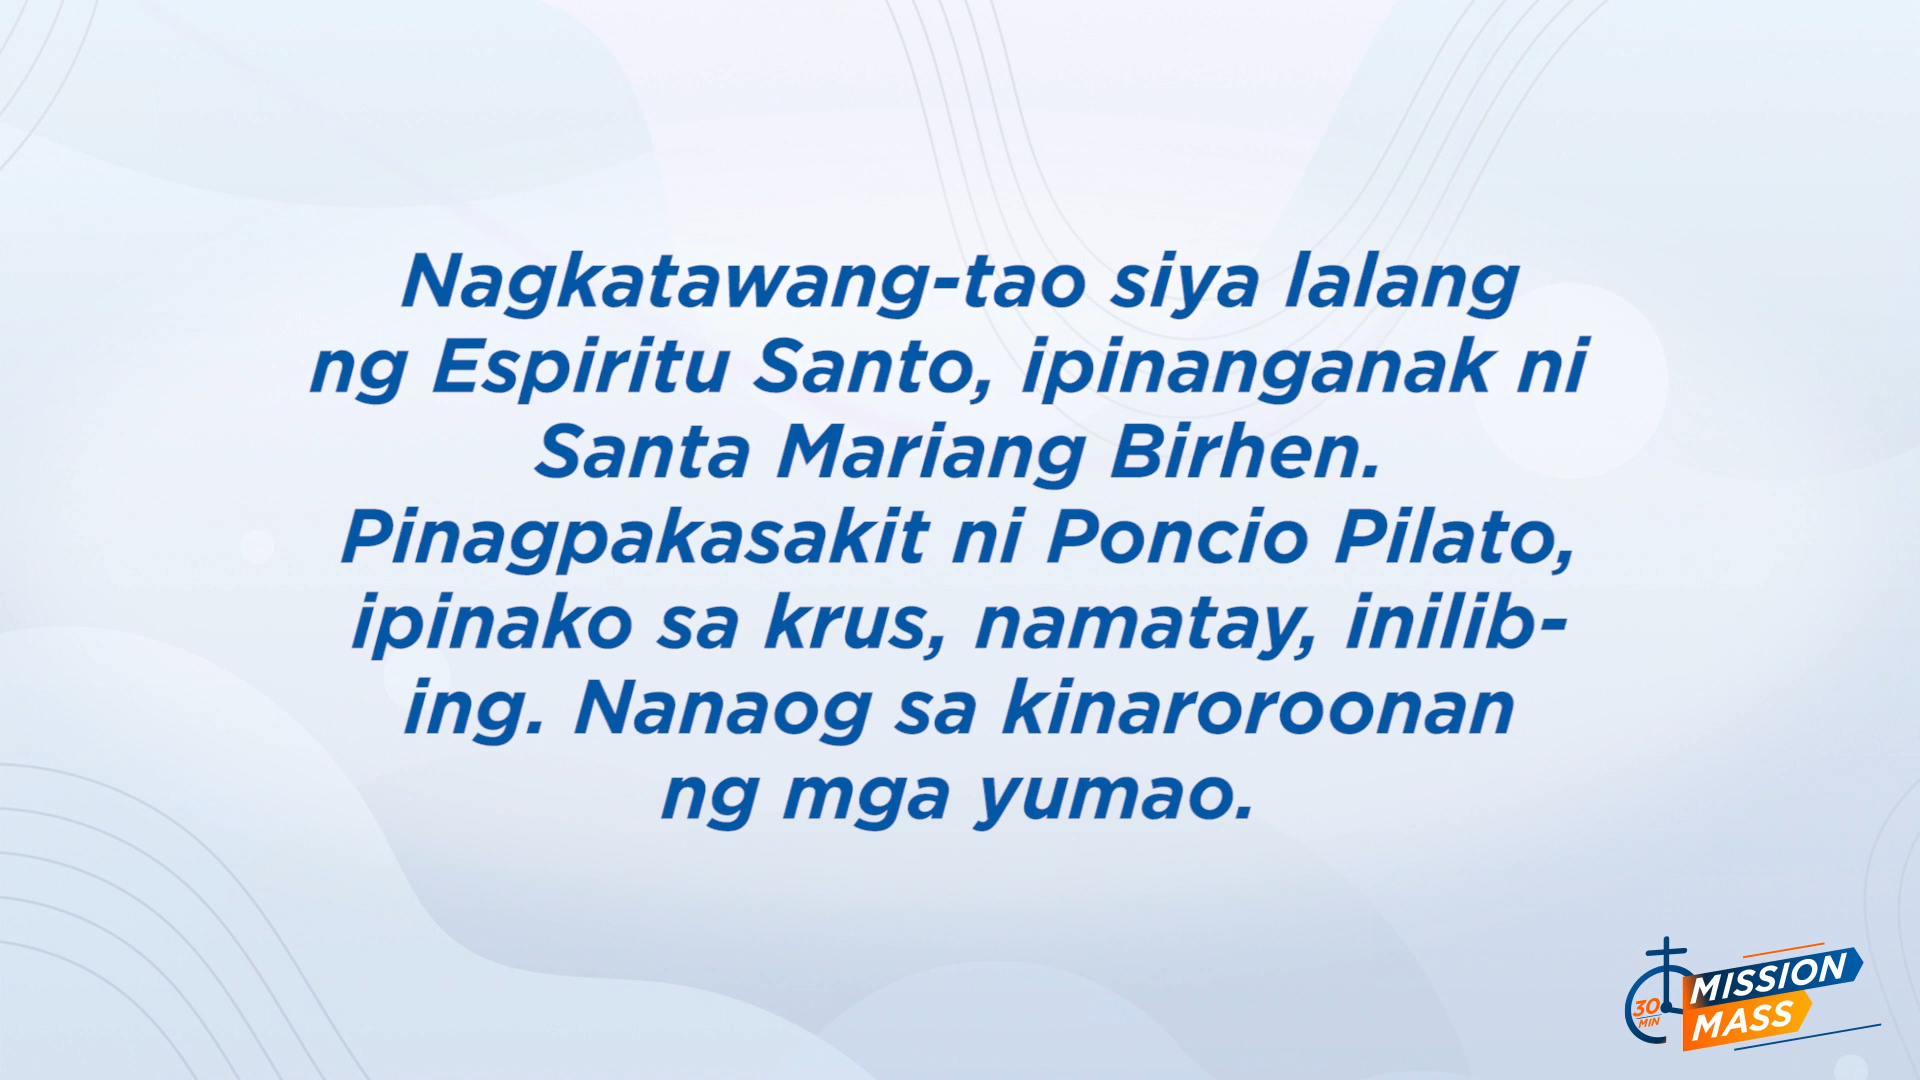 Nagkatawang-tao siya lalang
ng Espiritu Santo, ipinanganak ni
Santa Mariang Birhen.
Pinagpakasakit ni Poncio Pilato,
ipinako sa krus, namatay, inilib-
ing. Nanaog sa kinaroroonan
ng mga yumao.
30
MIN
MISSION
MASS